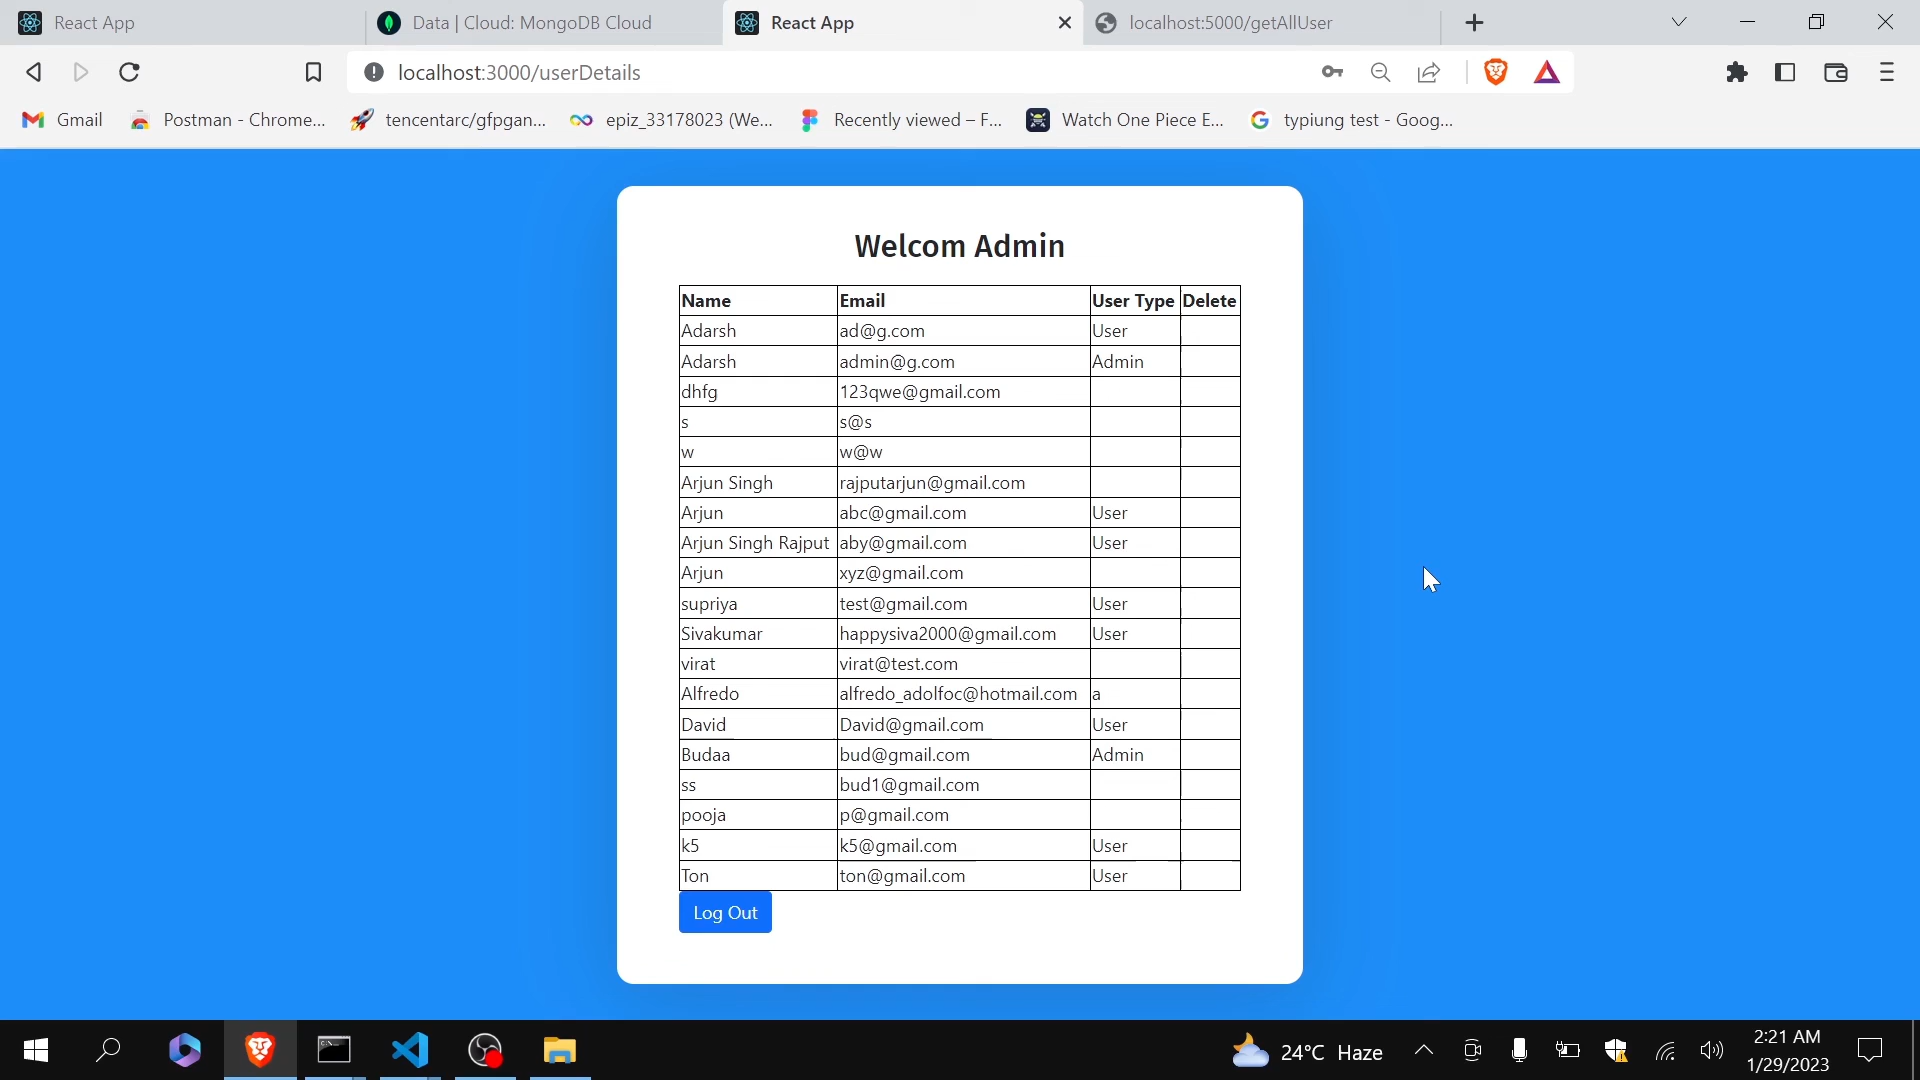 React App
Data | Cloud: MongoDB Cloud
React App
localhost:5000/getAllUser
localhost:3000/userDetails
Gmail
Postman - Chrome...
tencentarc/gfpgan...
epiz_33178023 (We...
Recently viewed – F...
Watch One Piece E...
typiung test - Goog...
Welcom Admin
Name Email User Type Delete
Adarsh ad@g.com User
Adarsh admin@g.com Admin
dhfg 123qwe@gmail.com
s s@s
w w@w
Arjun Singh rajputarjun@gmail.com
Arjun abc@gmail.com User
Arjun Singh Rajput aby@gmail.com User
Arjun xyz@gmail.com
supriya test@gmail.com User
Sivakumar happysiva2000@gmail.com User
virat virat@test.com
Alfredo alfredo_adolfoc@hotmail.com a
David David@gmail.com User
Budaa bud@gmail.com Admin
ss bud1@gmail.com
pooja p@gmail.com
k5 k5@gmail.com User
Ton ton@gmail.com User
Log Out
24°C Haze
2:21 AM
1/29/2023